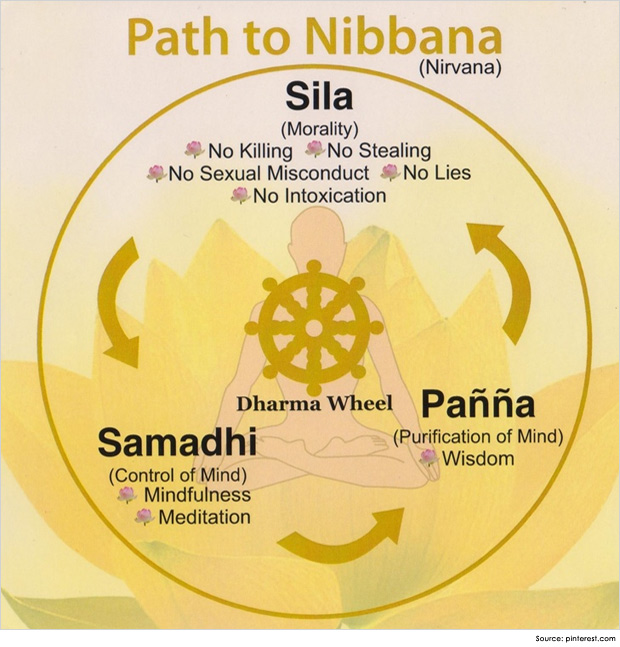 Path to Nibbana
(Nirvana)
Sila
(Morality)
No Killing No Stealing
No Sexual Misconduct No Lies
No Intoxication
Dharma Wheel
Pañña
(Purification of Mind)
Wisdom
Samadhi
(Control of Mind)
Mindfulness
Meditation
Source: pinterest.com